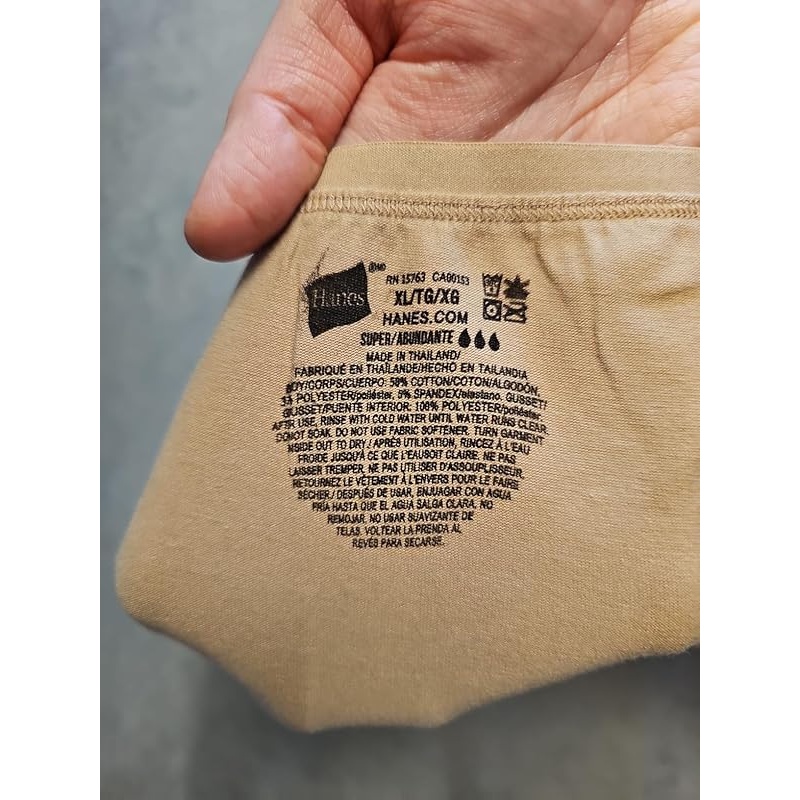 Hanes
®MD
RN 15763 CA00153
XL/TG/XG
HANES.COM
SUPER/ABUNDANTE
MADE IN THAILAND/
FABRIQUÉ EN THAÏLANDE/HECHO EN TAILANDIA
BODY/CORPS/CUERPO: 58% COTTON/COTON/ALGODÓN,
POLYESTER/poliéster, 5% SPANDEX/elastano. GUSSET/
GUSSET/PUENTE INTERIOR: 100% POLYESTER/poliéster.
AFTER USE, RINSE WITH COLD WATER UNTIL WATER RUNS CLEAR.
DO NOT SOAK. DO NOT USE FABRIC SOFTENER. TURN GARMENT
INSIDE OUT TO DRY./ APRÈS UTILISATION, RINCEZ À L'EAU
FROIDE JUSQU'À CE QUE L'EAUSOIT CLAIRE. NE PAS
LAISSER TREMPER. NE PAS UTILISER D'ASSOUPLISSEUR.
RETOURNEZ LE VÊTEMENT À L'ENVERS POUR LE FAIRE
SÉCHER./ DESPUÉS DE USAR, ENJUAGAR CON AGUA
FRÍA HASTA QUE EL AGUA SALGA CLARA. NO
REMOJAR. NO USAR SUAVIZANTE DE
TELAS. VOLTEAR LA PRENDA AL
REVÉS PARA SECARSE.